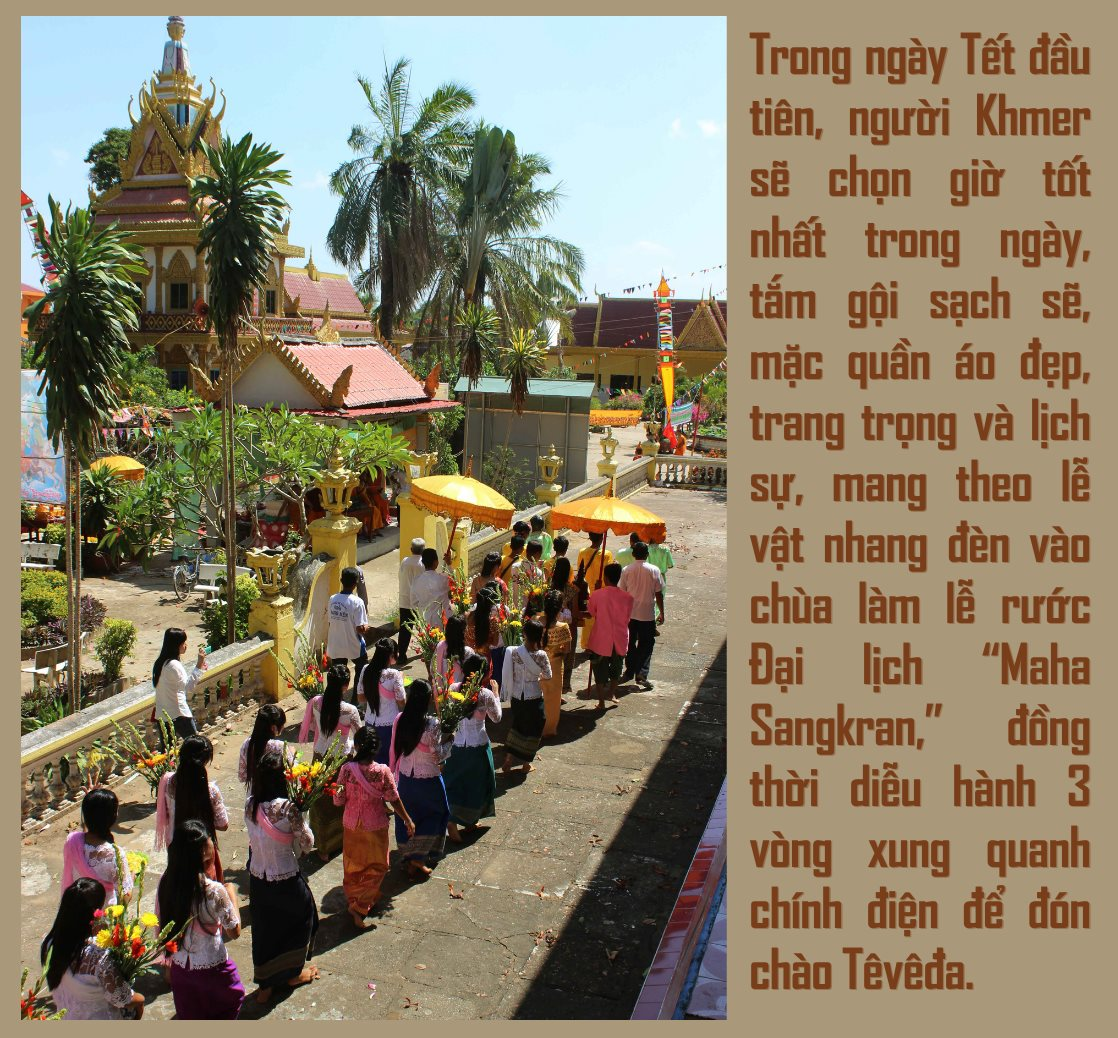 Trong ngày Tết đầu
tiên, người Khmer
sẽ chọn giờ tốt
nhất trong ngày,
tắm gội sạch sẽ,
mặc quần áo đẹp,
trang trọng và lịch
sự, mang theo lễ
vật nhang đèn vào
chùa làm lễ rước
Đại lịch “Maha
Sangkran,” đồng
thời diễu hành 3
vòng xung quanh
chính điện để đón
chào Têvêđa.